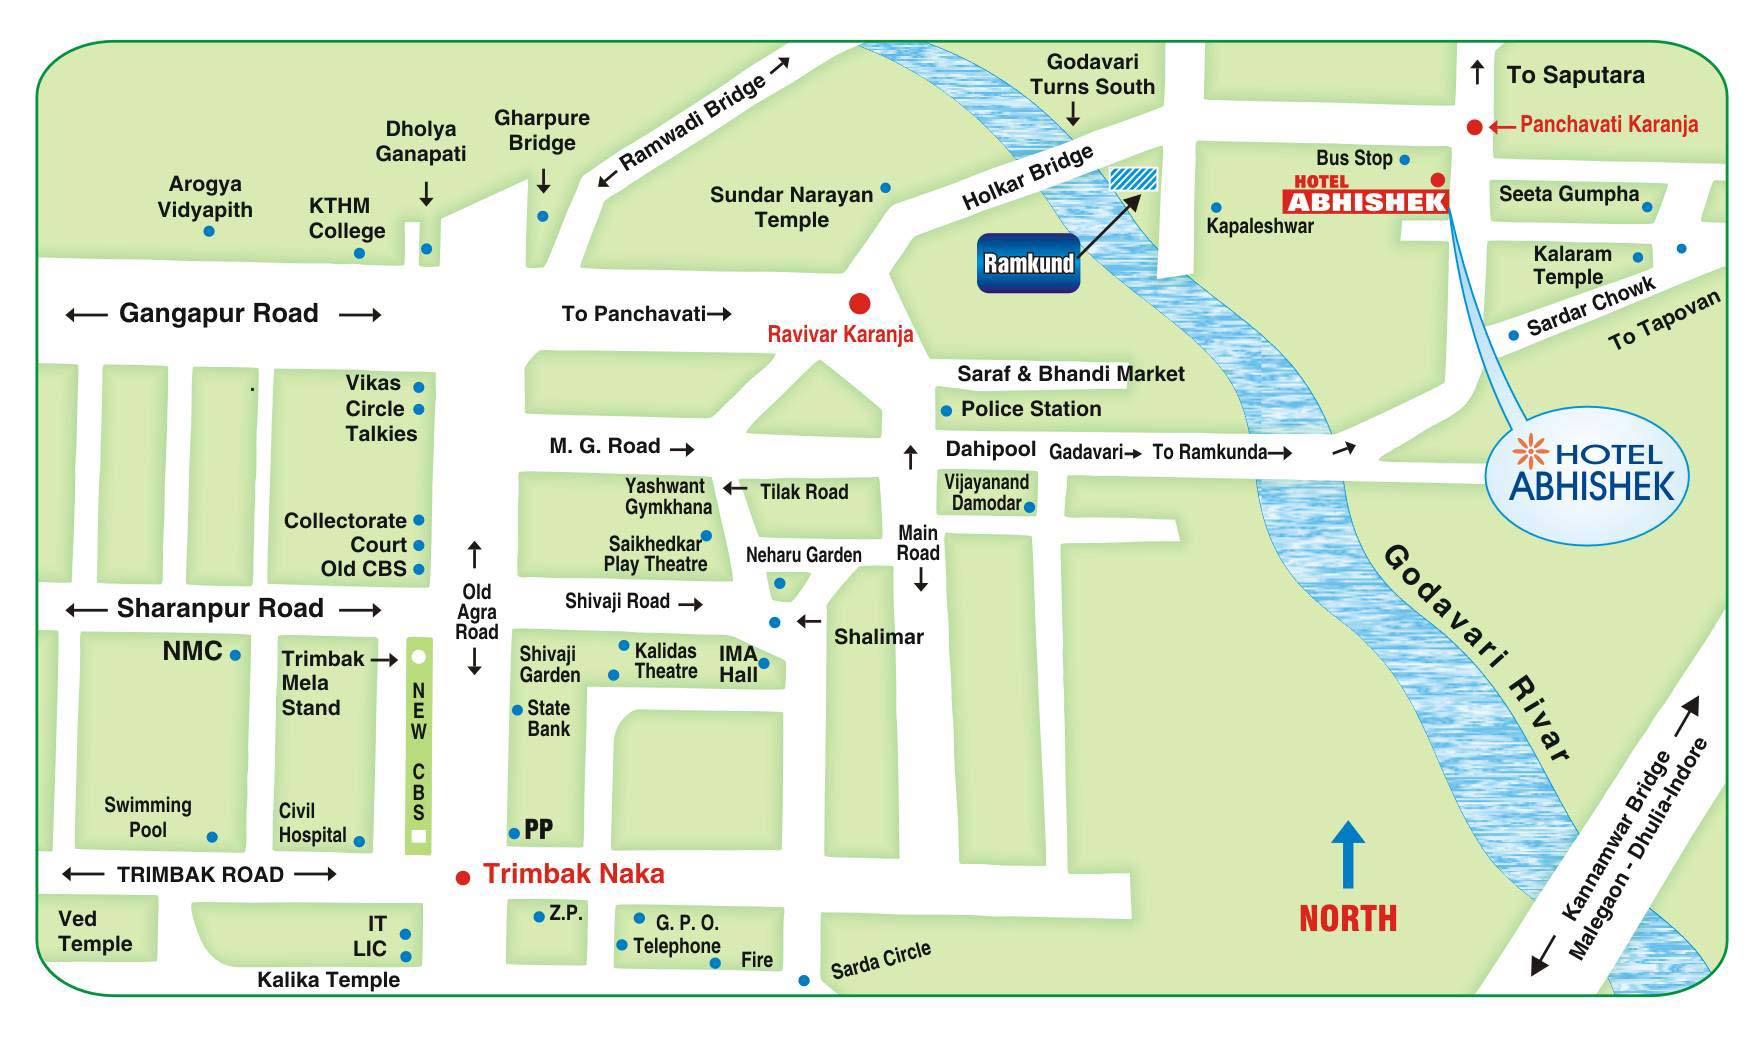 Godavari
Turns South
To Saputara
Panchavati Karanja
Ramwadi Bridge
Gharpure
Bridge
Dholya
Ganapati
Arogya
Vidyapith
KTHM
College
Sundar Narayan
Temple
Holkar Bridge
Bus Stop
HOTEL
ABHISHEK
Kapaleshwar
Seeta Gumpha
Kalaram
Temple
Sardar Chowk
To Tapovan
Ramkund
Gangapur Road
To Panchavati
Ravivar Karanja
Saraf & Bhandi Market
Police Station
Vikas
Circle
Talkies
M. G. Road
Dahipool
Gadavari
To Ramkunda
HOTEL
ABHISHEK
Yashwant
Gymkhana
Tilak Road
Vijayanand
Damodar
Collectorate
Court
Old CBS
Saikhedkar
Play Theatre
Neharu Garden
Main
Road
Old
Agra
Road
Sharanpur Road
Shivaji Road
Shalimar
Godavari Rivar
NMC
Trimbak
Mela
Stand
NEW CBS
Shivaji
Garden
Kalidas
Theatre
IMA
Hall
State
Bank
Swimming
Pool
Civil
Hospital
PP
TRIMBAK ROAD
Trimbak Naka
NORTH
Kannamwar Bridge
Malegaon - Dhulia-Indore
Ved
Temple
IT
LIC
Kalika Temple
Z.P.
G. P. O.
Telephone
Fire
Sarda Circle